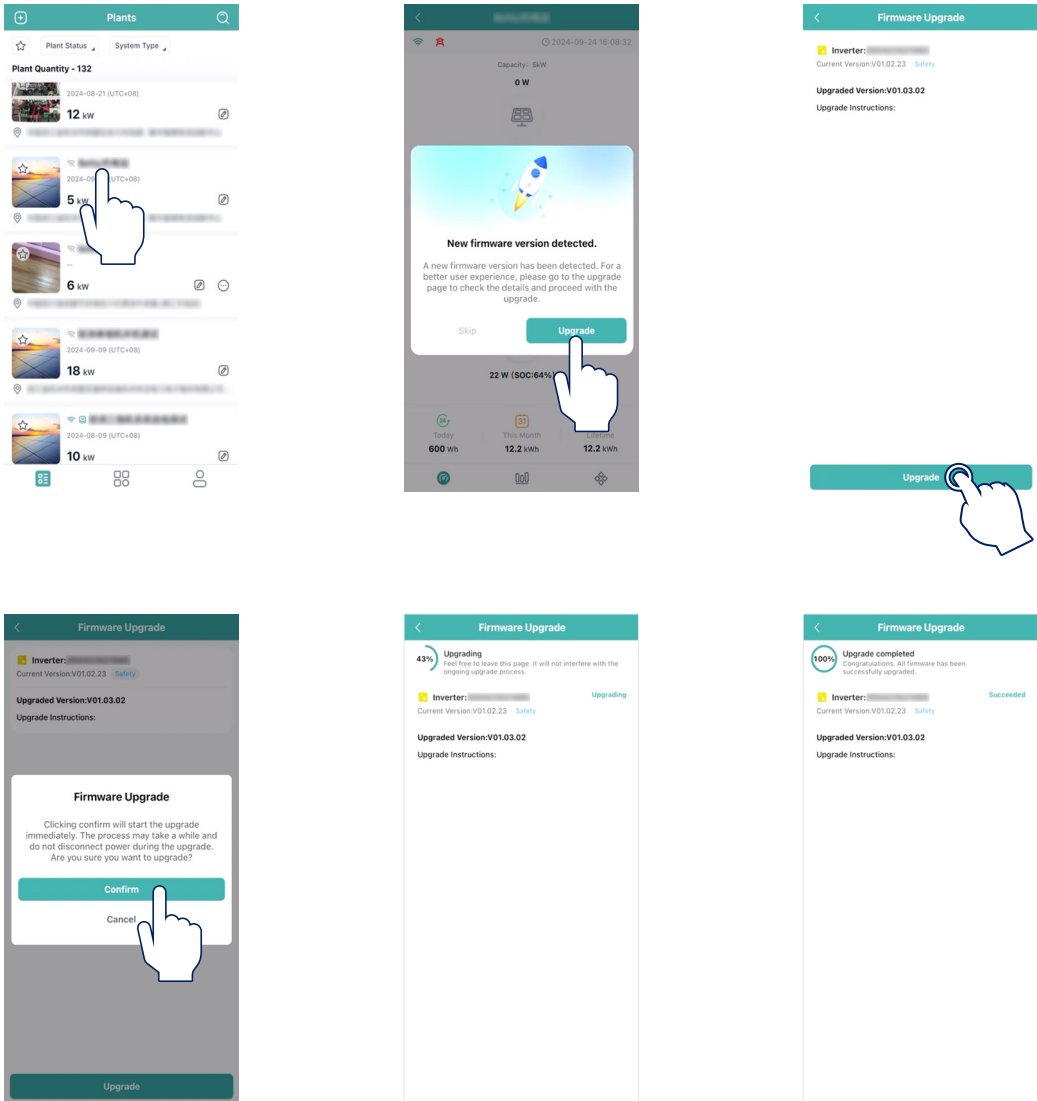 Plants
Plant Status
System Type
Plant Quantity - 132
2024-08-21 (UTC+08)
12 kW
2024-09 (UTC+08)
5 kW
--
6 kW
2024-09-09 (UTC+08)
18 kW
2024-08-09 (UTC+08)
10 kW
2024-09-24 16:08:32
Capacity: 5kW
0 W
New firmware version detected.
A new firmware version has been detected. For a
better user experience, please go to the upgrade
page to check the details and proceed with the
upgrade.
Skip
Upgrade
22 W (SOC:64%)
24
31
Today
This Month
Lifetime
600 Wh
12.2 kWh
12.2 kWh
Firmware Upgrade
Inverter:
Current Version:V01.02.23 Safety
Upgraded Version:V01.03.02
Upgrade Instructions:
Upgrade
Firmware Upgrade
Inverter:
Current Version:V01.02.23 Safety
Upgraded Version:V01.03.02
Upgrade Instructions:
Firmware Upgrade
Clicking confirm will start the upgrade
immediately. The process may take a while and
do not disconnect power during the upgrade.
Are you sure you want to upgrade?
Confirm
Cancel
Upgrade
Firmware Upgrade
43%
Upgrading
Feel free to leave this page. It will not interfere with the
ongoing upgrade process.
Inverter:
Upgrading
Current Version:V01.02.23 Safety
Upgraded Version:V01.03.02
Upgrade Instructions:
Firmware Upgrade
100%
Upgrade completed
Congratulations. All firmware has been
successfully upgraded.
Inverter:
Succeeded
Current Version:V01.02.23 Safety
Upgraded Version:V01.03.02
Upgrade Instructions: